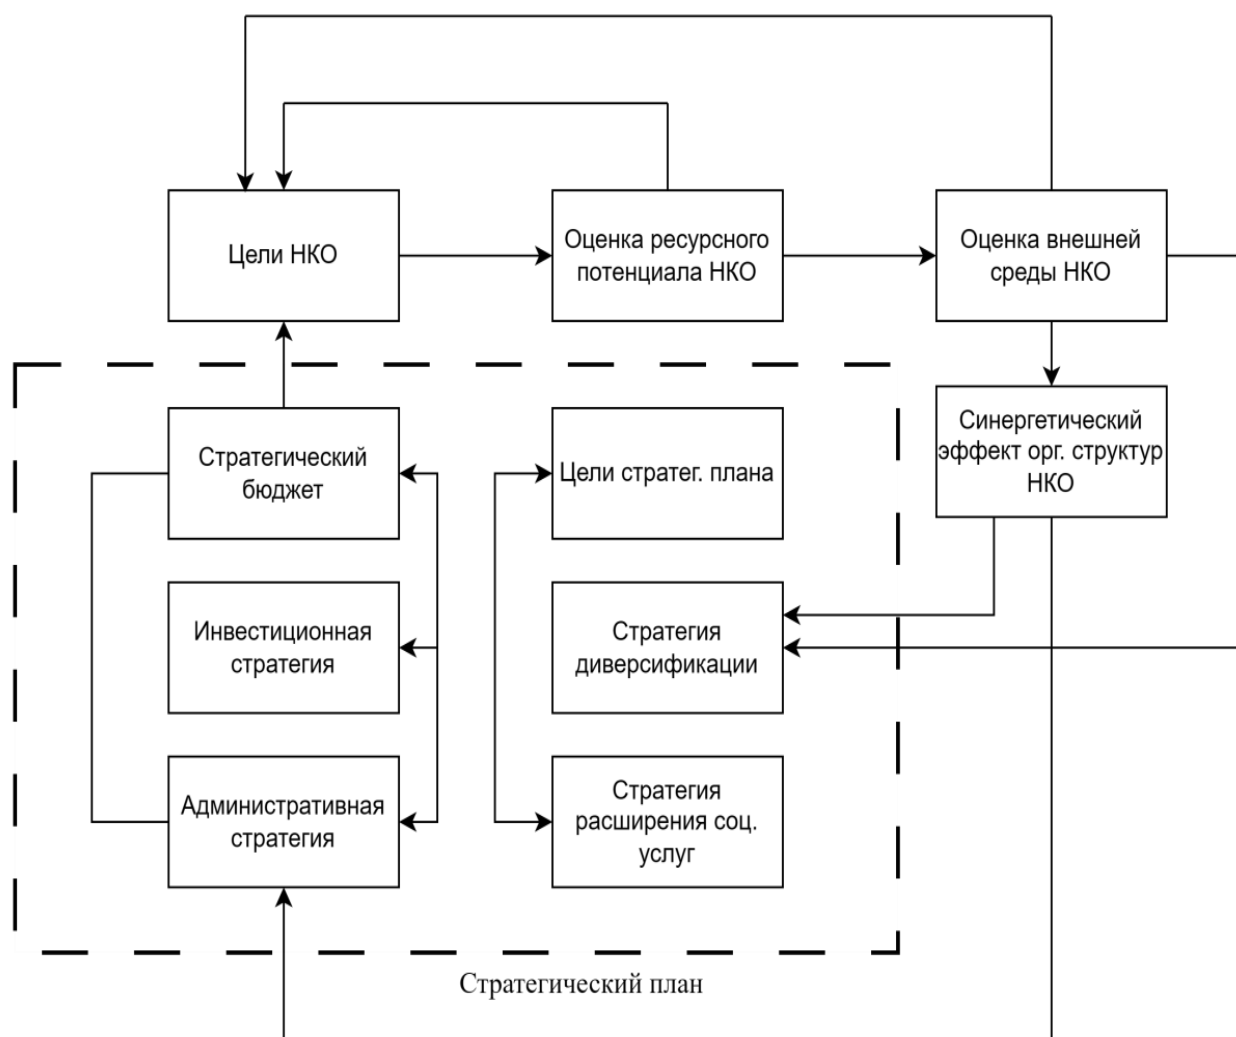 Цели НКО
Оценка ресурсного
потенциала НКО
Оценка внешней
среды НКО
Стратегический
бюджет
Цели стратег. плана
Синергетический
эффект орг. структур
НКО
Инвестиционная
стратегия
Стратегия
диверсификации
Административная
стратегия
Стратегия
расширения соц.
услуг
Стратегический план